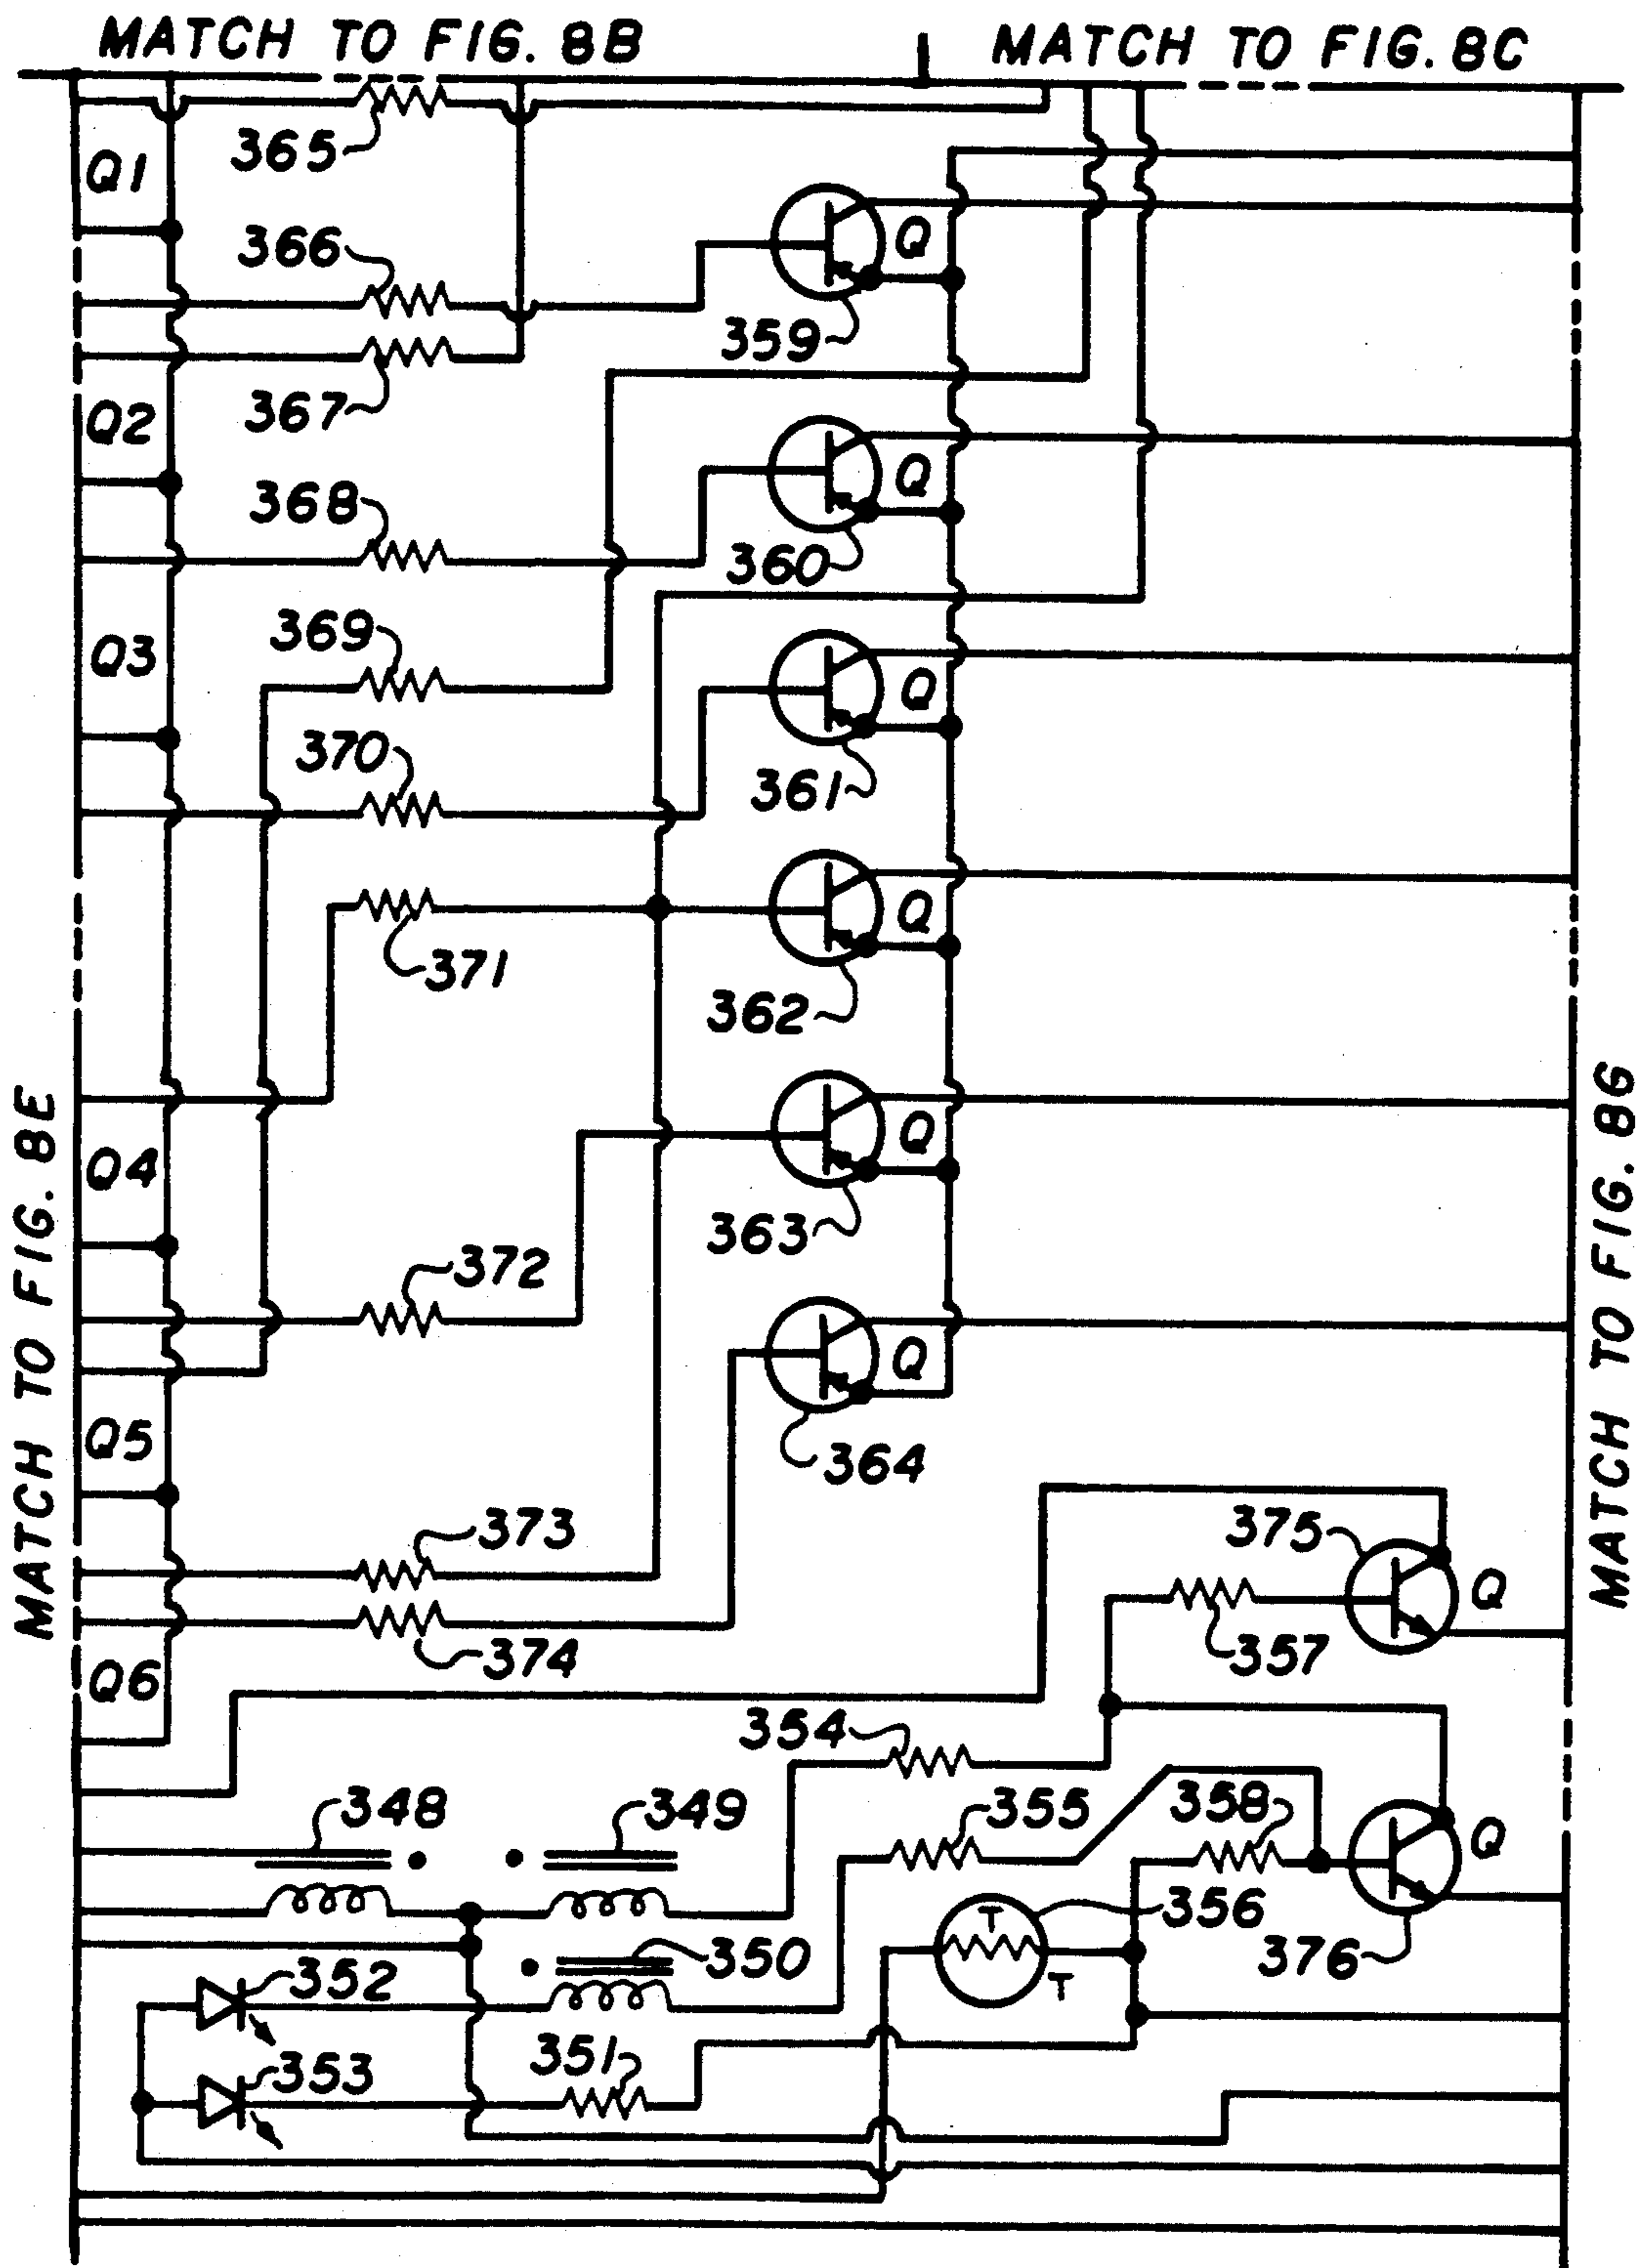 MATCH TO FIG. 8B
MATCH TO FIG. 8C
365
Q1
366
Q
359
367
Q2
Q
368
360
369
Q3
Q
370
361
Q
371
362
MATCH TO FIG. 8E
MATCH TO FIG. 8G
Q
Q4
363
372
Q
Q5
364
373
375
Q
374
357
Q6
354
348
349
355
358
Q
356
T
350
376
352
T
351
353